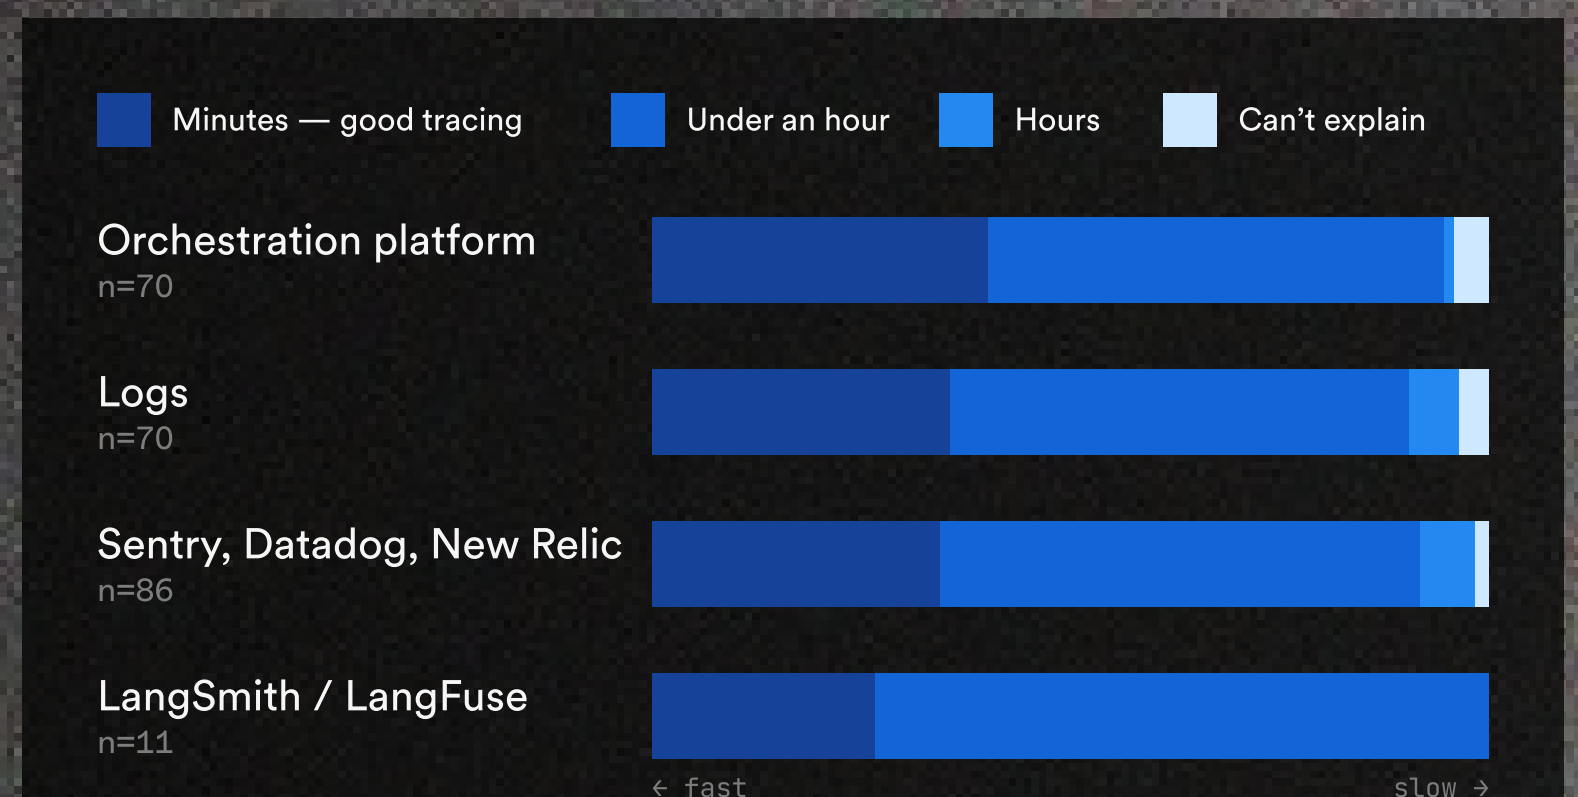 Minutes — good tracing
Under an hour
Hours
Can’t explain
Orchestration platform
n=70
Logs
n=70
Sentry, Datadog, New Relic
n=86
LangSmith / LangFuse
n=11
← fast
slow →